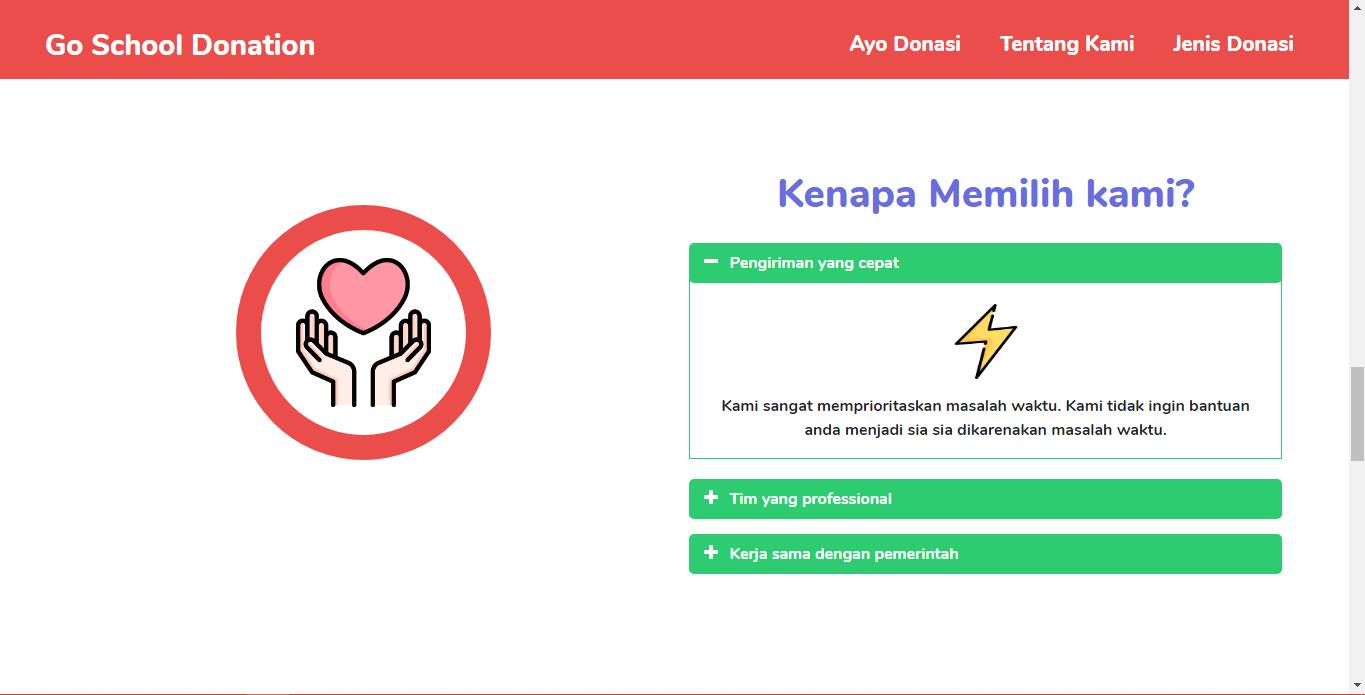 Go School Donation
Ayo Donasi
Tentang Kami
Jenis Donasi
Kenapa Memilih kami?
Pengiriman yang cepat
Kami sangat memprioritaskan masalah waktu. Kami tidak ingin bantuan
anda menjadi sia sia dikarenakan masalah waktu.
Tim yang professional
Kerja sama dengan pemerintah